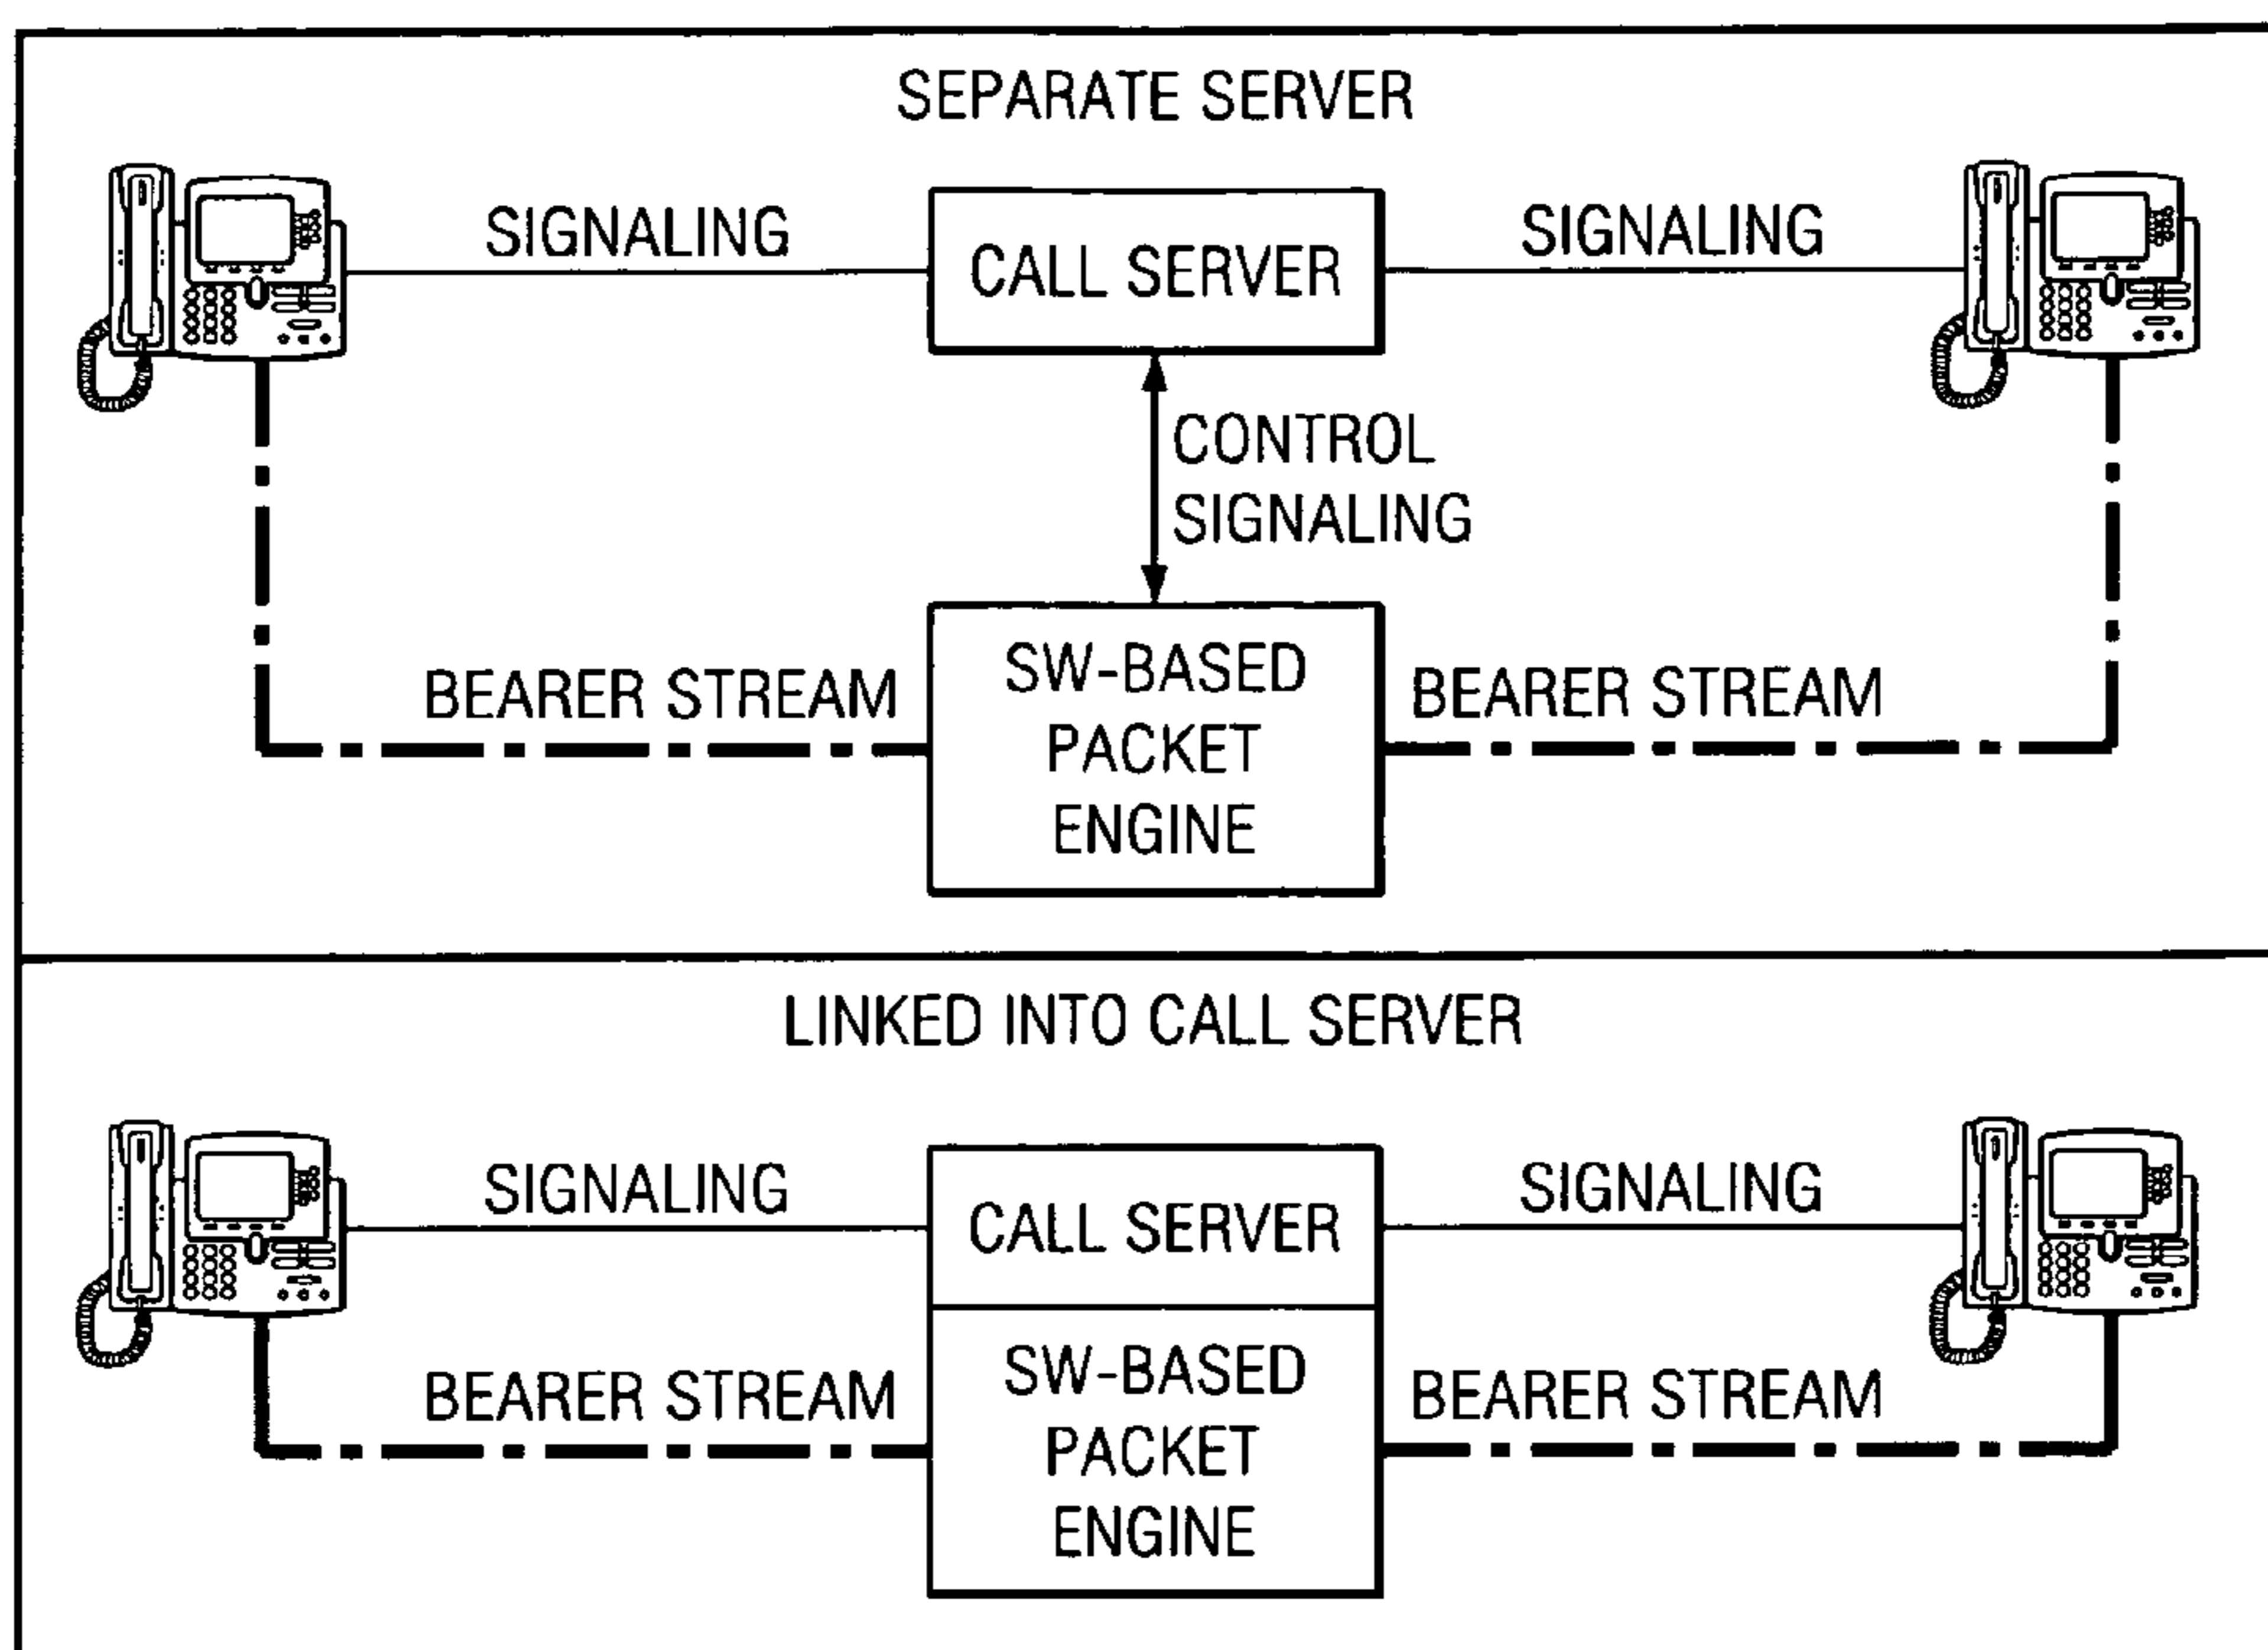 SEPARATE SERVER
SIGNALING
CALL SERVER
SIGNALING
CONTROL
SIGNALING
BEARER STREAM
SW-BASED
PACKET
ENGINE
BEARER STREAM
LINKED INTO CALL SERVER
SIGNALING
CALL SERVER
SIGNALING
BEARER STREAM
SW-BASED
PACKET
ENGINE
BEARER STREAM